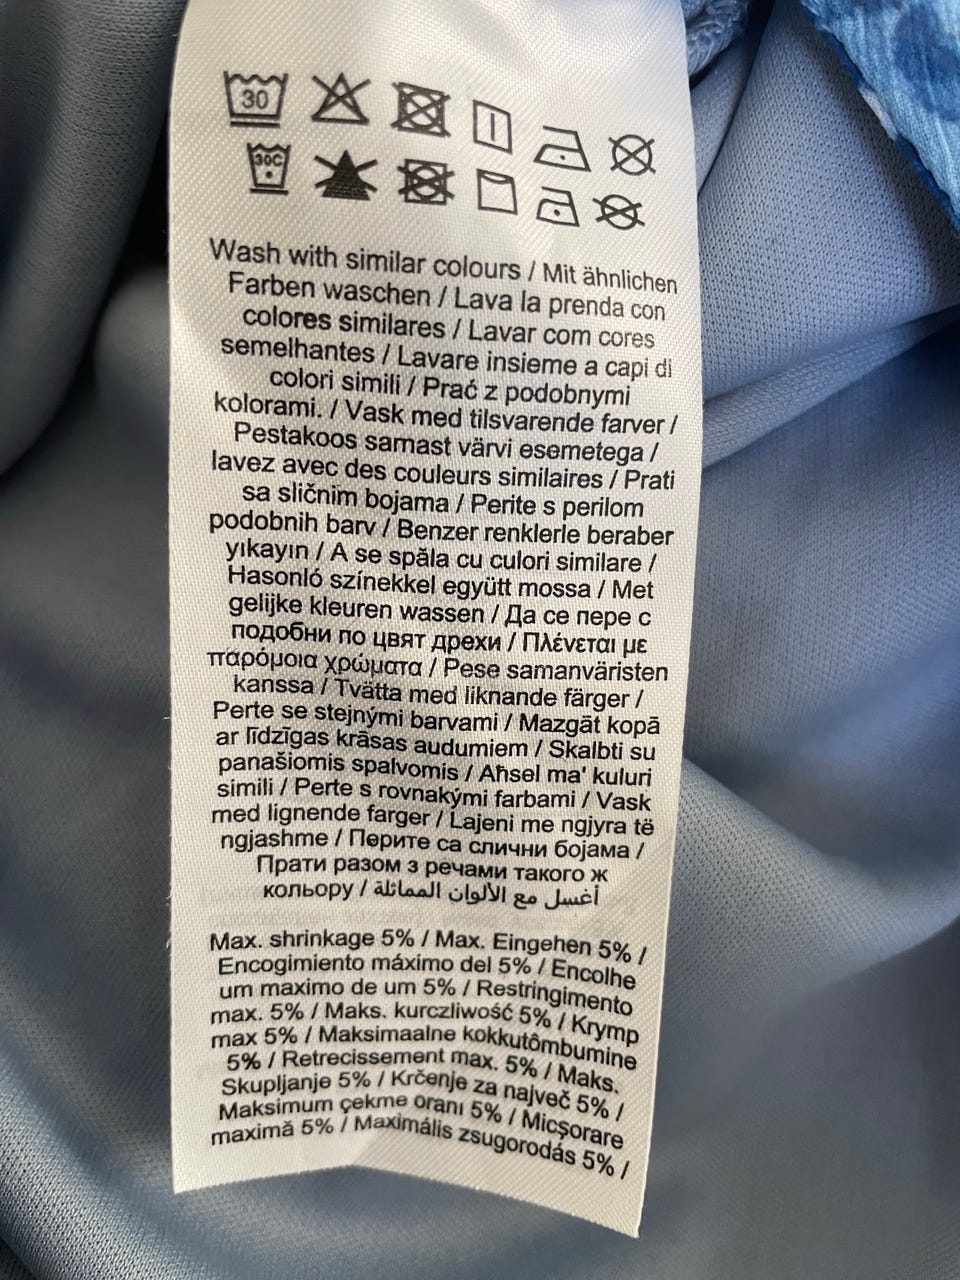 30
30C
Wash with similar colours / Mit ähnlichen
Farben waschen / Lava la prenda con
colores similares / Lavar com cores
semelhantes / Lavare insieme a capi di
colori simili / Prać z podobnymi
kolorami. / Vask med tilsvarende farver /
Pestakoos samast värvi esemetega /
lavez avec des couleurs similaires / Prati
sa sličnim bojama / Perite s perilom
podobnih barv / Benzer renklerle beraber
yıkayın / A se spăla cu culori similare /
Hasonló színekkel együtt mossa / Met
gelijke kleuren wassen / Да се пере с
подобни по цвят дрехи / Πλένεται με
παρόμοια χρώματα / Pese samanväristen
kanssa / Tvätta med liknande färger /
Perte se stejnými barvami / Mazgāt kopā
ar līdzīgas krāsas audumiem / Skalbti su
panašiomis spalvomis / Aħsel ma' kuluri
simili / Perte s rovnakými farbami / Vask
med lignende farger / Lajeni me ngjyra të
ngjashme / Перите са слични бојама /
Прати разом з речами такого ж
кольору / أغسل مع الألوان المماثلة
Max. shrinkage 5% / Max. Eingehen 5% /
Encogimiento máximo del 5% / Encolhe
um maximo de um 5% / Restringimento
max. 5% / Maks. kurczliwość 5% / Krymp
max 5% / Maksimaalne kokkutõmbumine
5% / Retrecissement max. 5% / Maks.
Skupljanje 5% / Krčenje za največ 5% /
Maksimum çekme oranı 5% / Micşorare
maximă 5% / Maximális zsugorodás 5% /